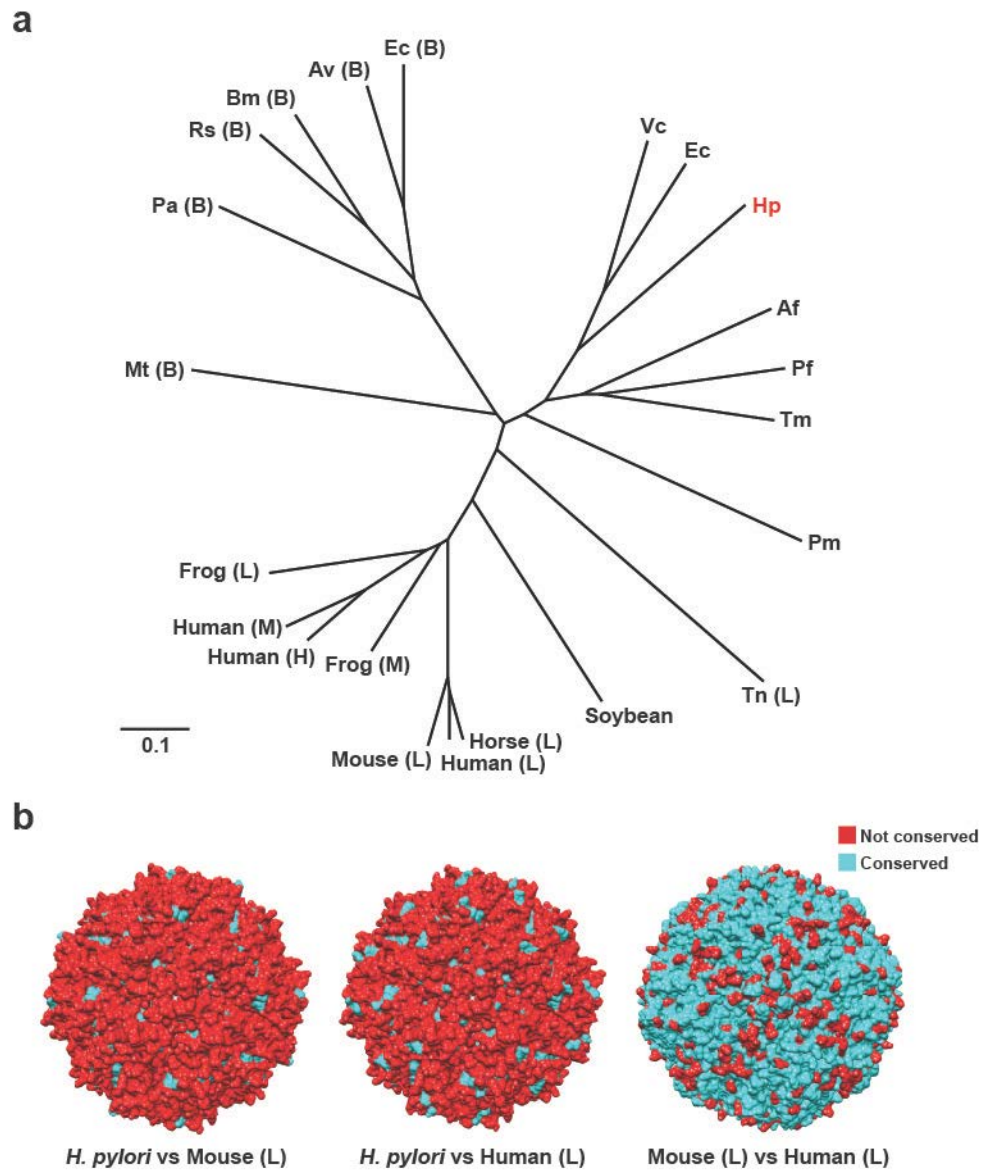 a
Ec (B)
Av (B)
Bm (B)
Rs (B)
Pa (B)
Mt (B)
Vc
Ec
Hp
Af
Pf
Tm
Pm
Tn (L)
Soybean
Frog (L)
Human (M)
Human (H)
Frog (M)
Mouse (L)
Human (L)
Horse (L)
0.1
b
Not conserved
Conserved
H. pylori vs Mouse (L)
H. pylori vs Human (L)
Mouse (L) vs Human (L)